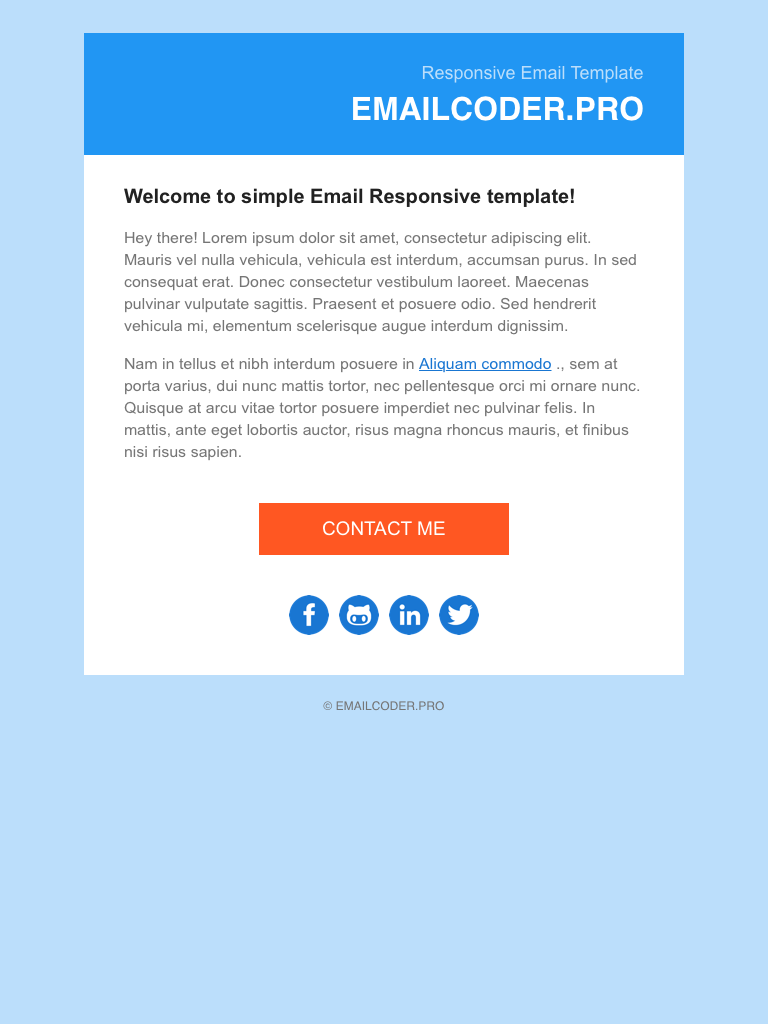 Responsive Email Template
EMAILCODER.PRO
Welcome to simple Email Responsive template!
Hey there! Lorem ipsum dolor sit amet, consectetur adipiscing elit.
Mauris vel nulla vehicula, vehicula est interdum, accumsan purus. In sed
consequat erat. Donec consectetur vestibulum laoreet. Maecenas
pulvinar vulputate sagittis. Praesent et posuere odio. Sed hendrerit
vehicula mi, elementum scelerisque augue interdum dignissim.
Nam in tellus et nibh interdum posuere in Aliquam commodo ., sem at
porta varius, dui nunc mattis tortor, nec pellentesque orci mi ornare nunc.
Quisque at arcu vitae tortor posuere imperdiet nec pulvinar felis. In
mattis, ante eget lobortis auctor, risus magna rhoncus mauris, et finibus
nisi risus sapien.
CONTACT ME
© EMAILCODER.PRO